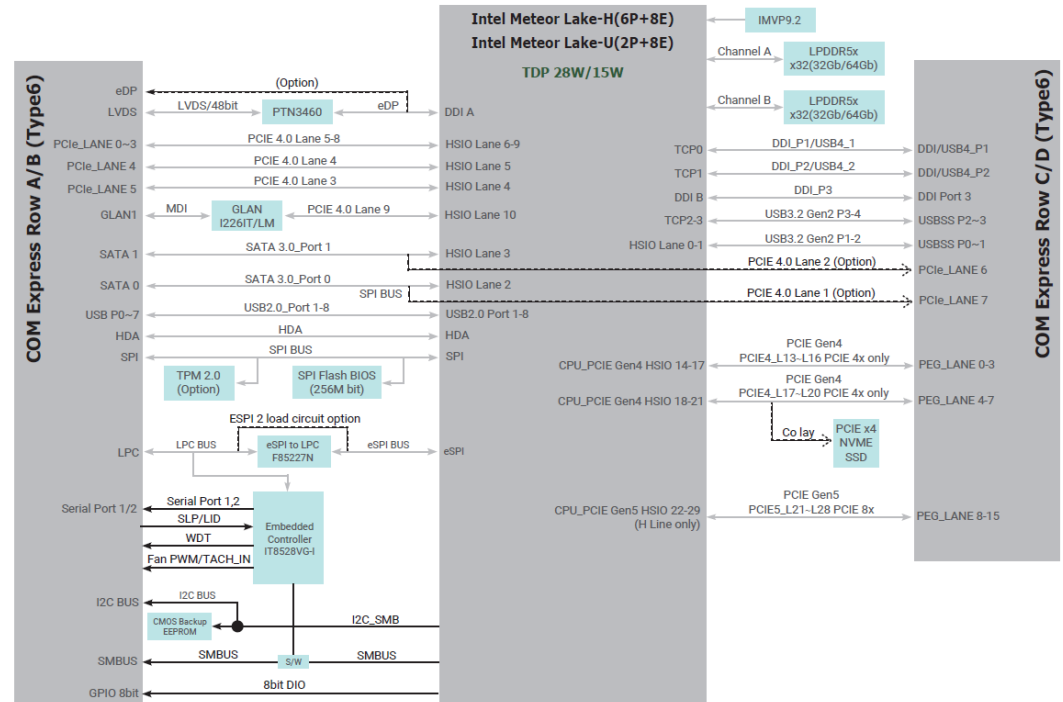 Intel Meteor Lake-H(6P+8E)
Intel Meteor Lake-U(2P+8E)
TDP 28W/15W
IMVP9.2
Channel A
LPDDR5x
x32(32Gb/64Gb)
Channel B
LPDDR5x
x32(32Gb/64Gb)
COM Express Row A/B (Type6)
eDP
(Option)
LVDS
LVDS/48bit
PTN3460
eDP
DDI A
PCIe_LANE 0~3
PCIE 4.0 Lane 5-8
HSIO Lane 6-9
PCIe_LANE 4
PCIE 4.0 Lane 4
HSIO Lane 5
PCIe_LANE 5
PCIE 4.0 Lane 3
HSIO Lane 4
GLAN1
MDI
GLAN
I226IT/LM
PCIE 4.0 Lane 9
HSIO Lane 10
SATA 1
SATA 3.0_Port 1
HSIO Lane 3
SATA 0
SATA 3.0_Port 0
HSIO Lane 2
SPI BUS
USB P0~7
USB2.0_Port 1-8
USB2.0 Port 1-8
HDA
HDA
HDA
SPI
SPI BUS
SPI
TPM 2.0
(Option)
SPI Flash BIOS
(256M bit)
ESPI 2 load circuit option
LPC
LPC BUS
eSPI to LPC
F85227N
eSPI BUS
eSPI
Serial Port 1/2
Serial Port 1,2
SLP/LID
WDT
Fan PWM/TACH_IN
Embedded
Controller
IT8528VG-I
I2C BUS
I2C BUS
CMOS Backup
EEPROM
I2C_SMB
SMBUS
SMBUS
S/W
SMBUS
GPIO 8bit
8bit DIO
TCP0
DDI_P1/USB4_1
DDI/USB4_P1
TCP1
DDI_P2/USB4_2
DDI/USB4_P2
DDI B
DDI_P3
DDI Port 3
TCP2-3
USB3.2 Gen2 P3-4
USBSS P2~3
HSIO Lane 0-1
USB3.2 Gen2 P1-2
USBSS P0~1
PCIE 4.0 Lane 2 (Option)
PCIe_LANE 6
PCIE 4.0 Lane 1 (Option)
PCIe_LANE 7
CPU_PCIE Gen4 HSIO 14-17
PCIE Gen4
PCIE4_L13~L16 PCIE 4x only
PEG_LANE 0-3
CPU_PCIE Gen4 HSIO 18-21
PCIE Gen4
PCIE4_L17~L20 PCIE 4x only
PEG_LANE 4-7
Co lay
PCIE x4
NVME
SSD
CPU_PCIE Gen5 HSIO 22-29
(H Line only)
PCIE Gen5
PCIE5_L21~L28 PCIE 8x
PEG_LANE 8-15
COM Express Row C/D (Type6)